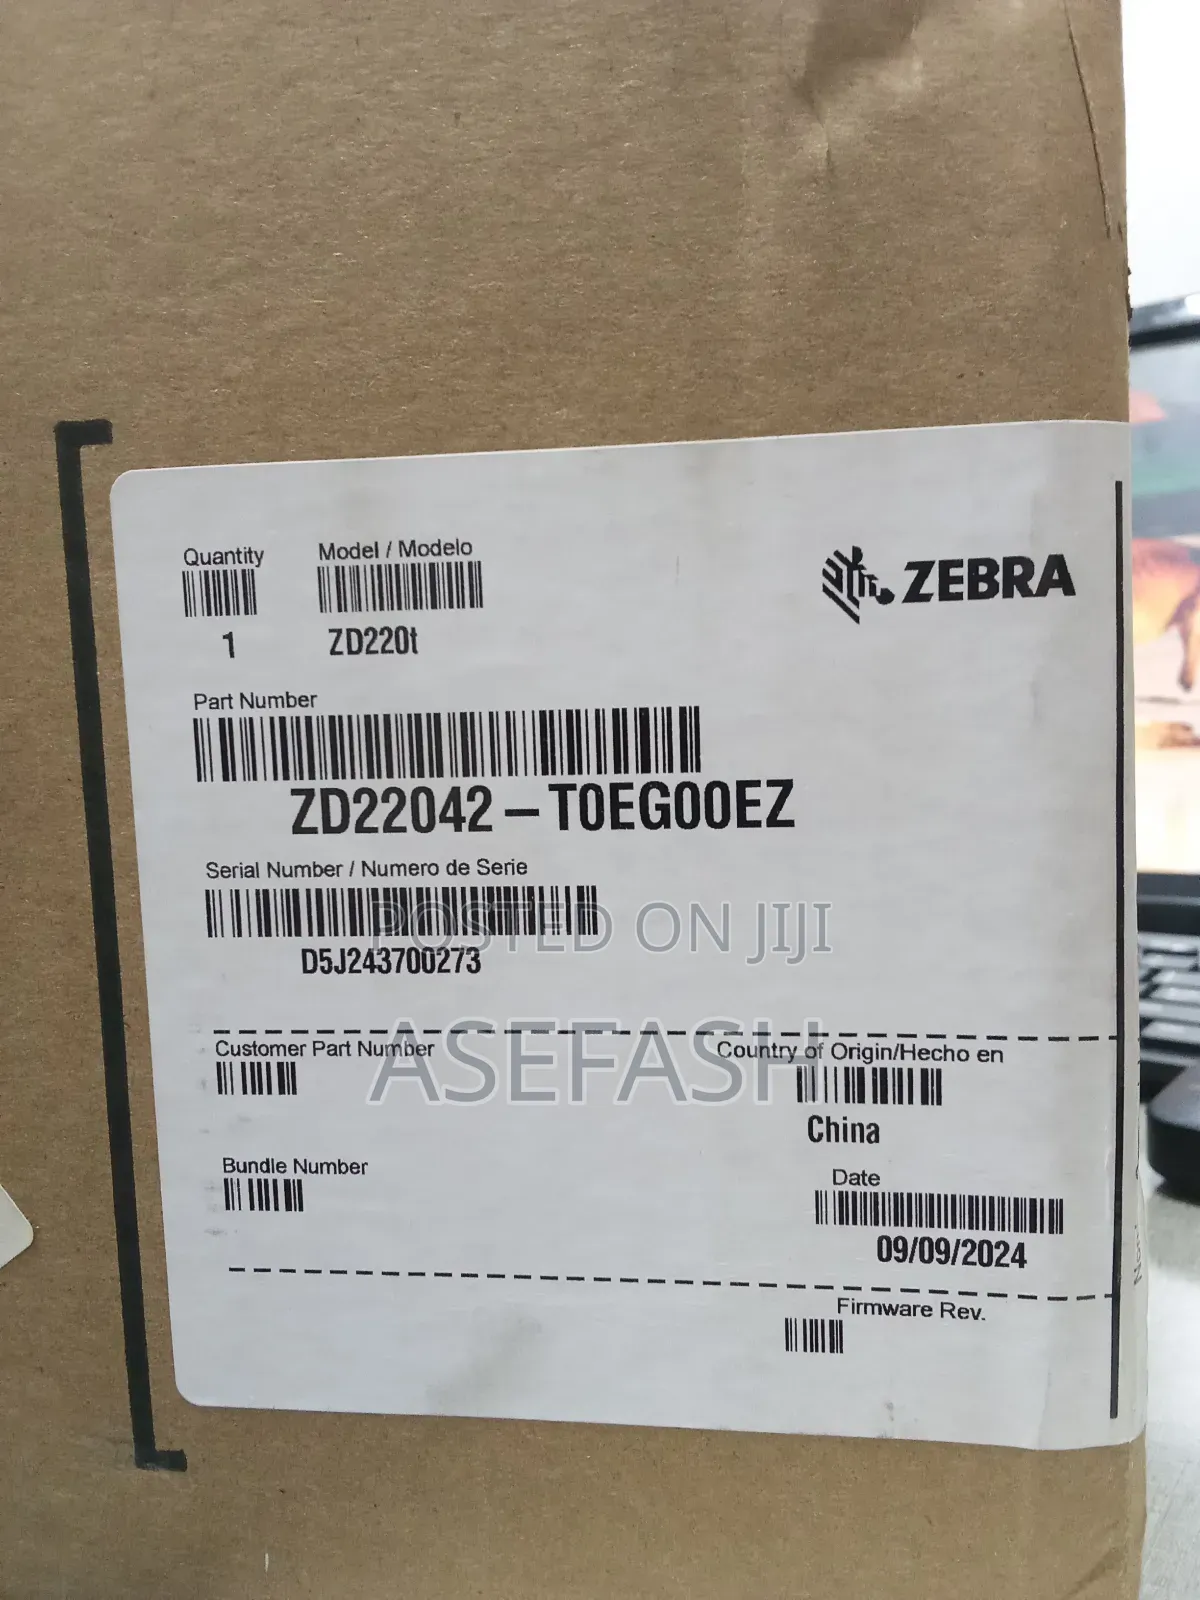 Quantity
Model / Modelo
1
ZD220t
ZEBRA
Part Number
ZD22042-T0EG00EZ
Serial Number / Numero de Serie
POSTED ON JIJI
D5J243700273
ASEFASH
Customer Part Number
Country of Origin/Hecho en
China
Bundle Number
Date
09/09/2024
Firmware Rev.